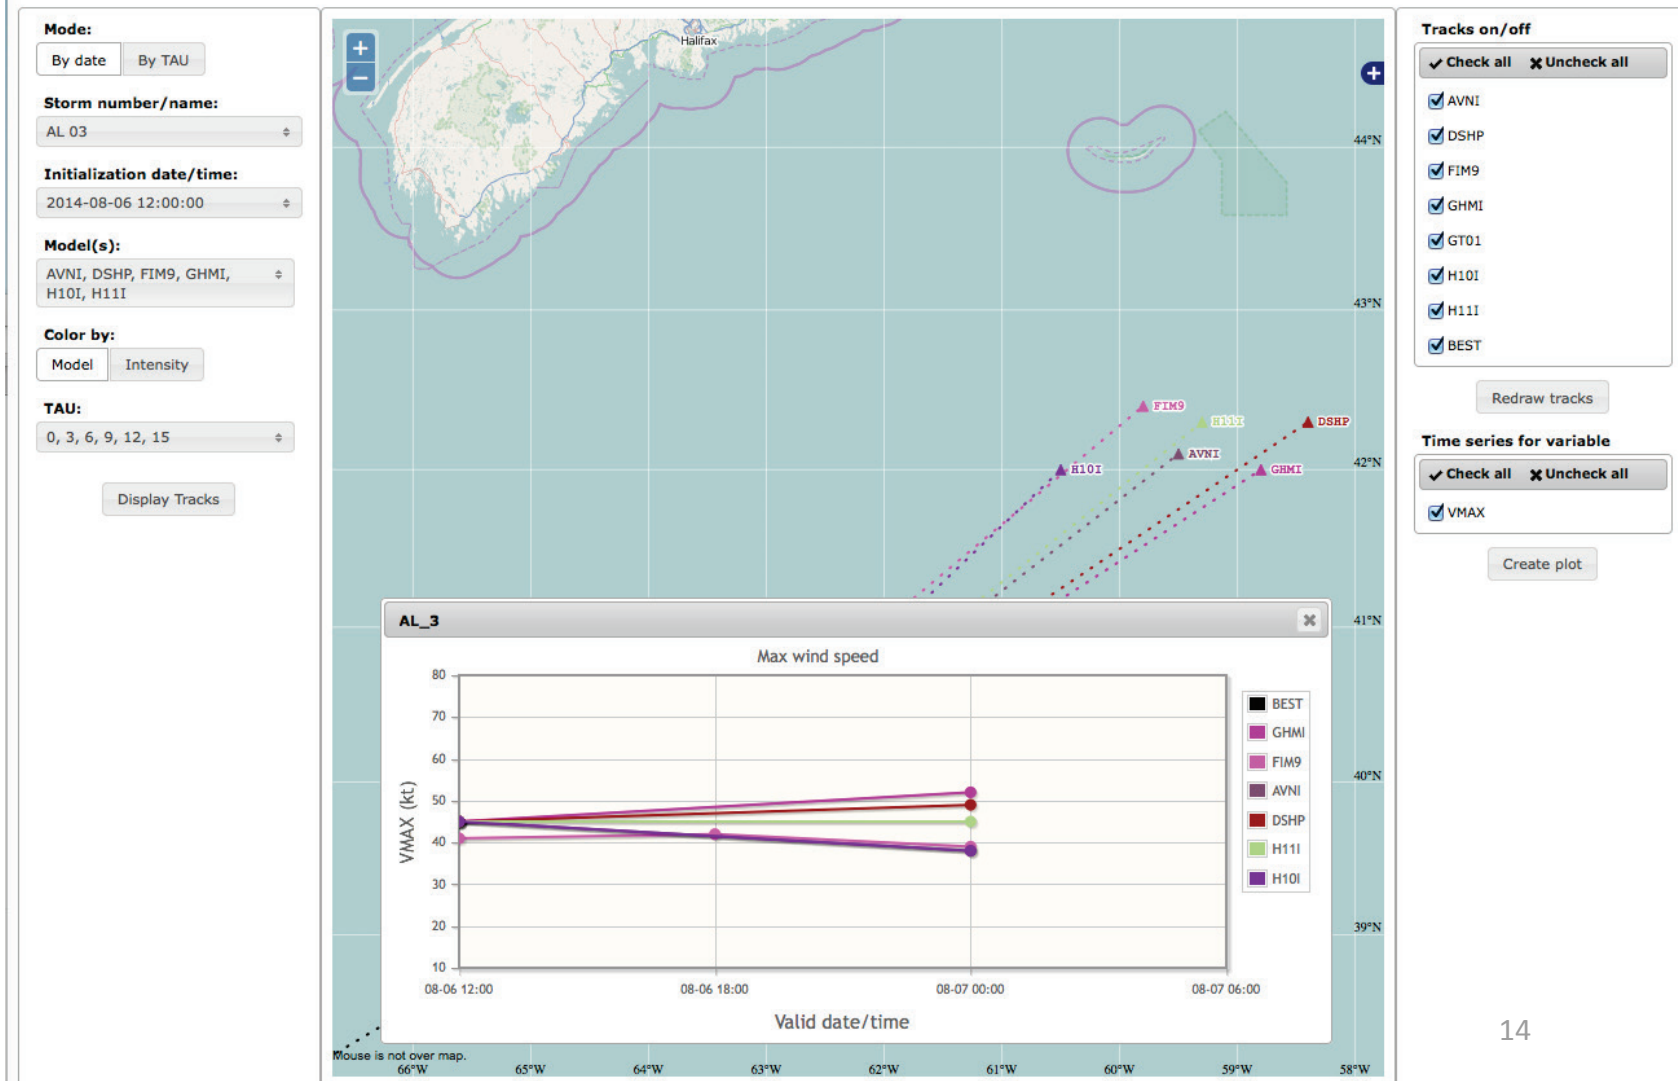 Mode:
By date By TAU
Storm number/name:
AL 03
Initialization date/time:
2014-08-06 12:00:00
Model(s):
AVNI, DSHP, FIM9, GHMI,
H10I, H11I
Color by:
Model Intensity
TAU:
0, 3, 6, 9, 12, 15
Display Tracks
+
−
Halifax
+
44°N
43°N
42°N
41°N
40°N
39°N
FIM9
H11I
DSHP
AVNI
H10I
GHMI
AL_3
Max wind speed
80
70
60
50
40
30
20
10
VMAX (kt)
08-06 12:00 08-06 18:00 08-07 00:00 08-07 06:00
Valid date/time
BEST
GHMI
FIM9
AVNI
DSHP
H11I
H10I
Mouse is not over map.
66°W 65°W 64°W 63°W 62°W 61°W 60°W 59°W 58°W
Tracks on/off
Check all Uncheck all
AVNI
DSHP
FIM9
GHMI
GT01
H10I
H11I
BEST
Redraw tracks
Time series for variable
Check all Uncheck all
VMAX
Create plot
14